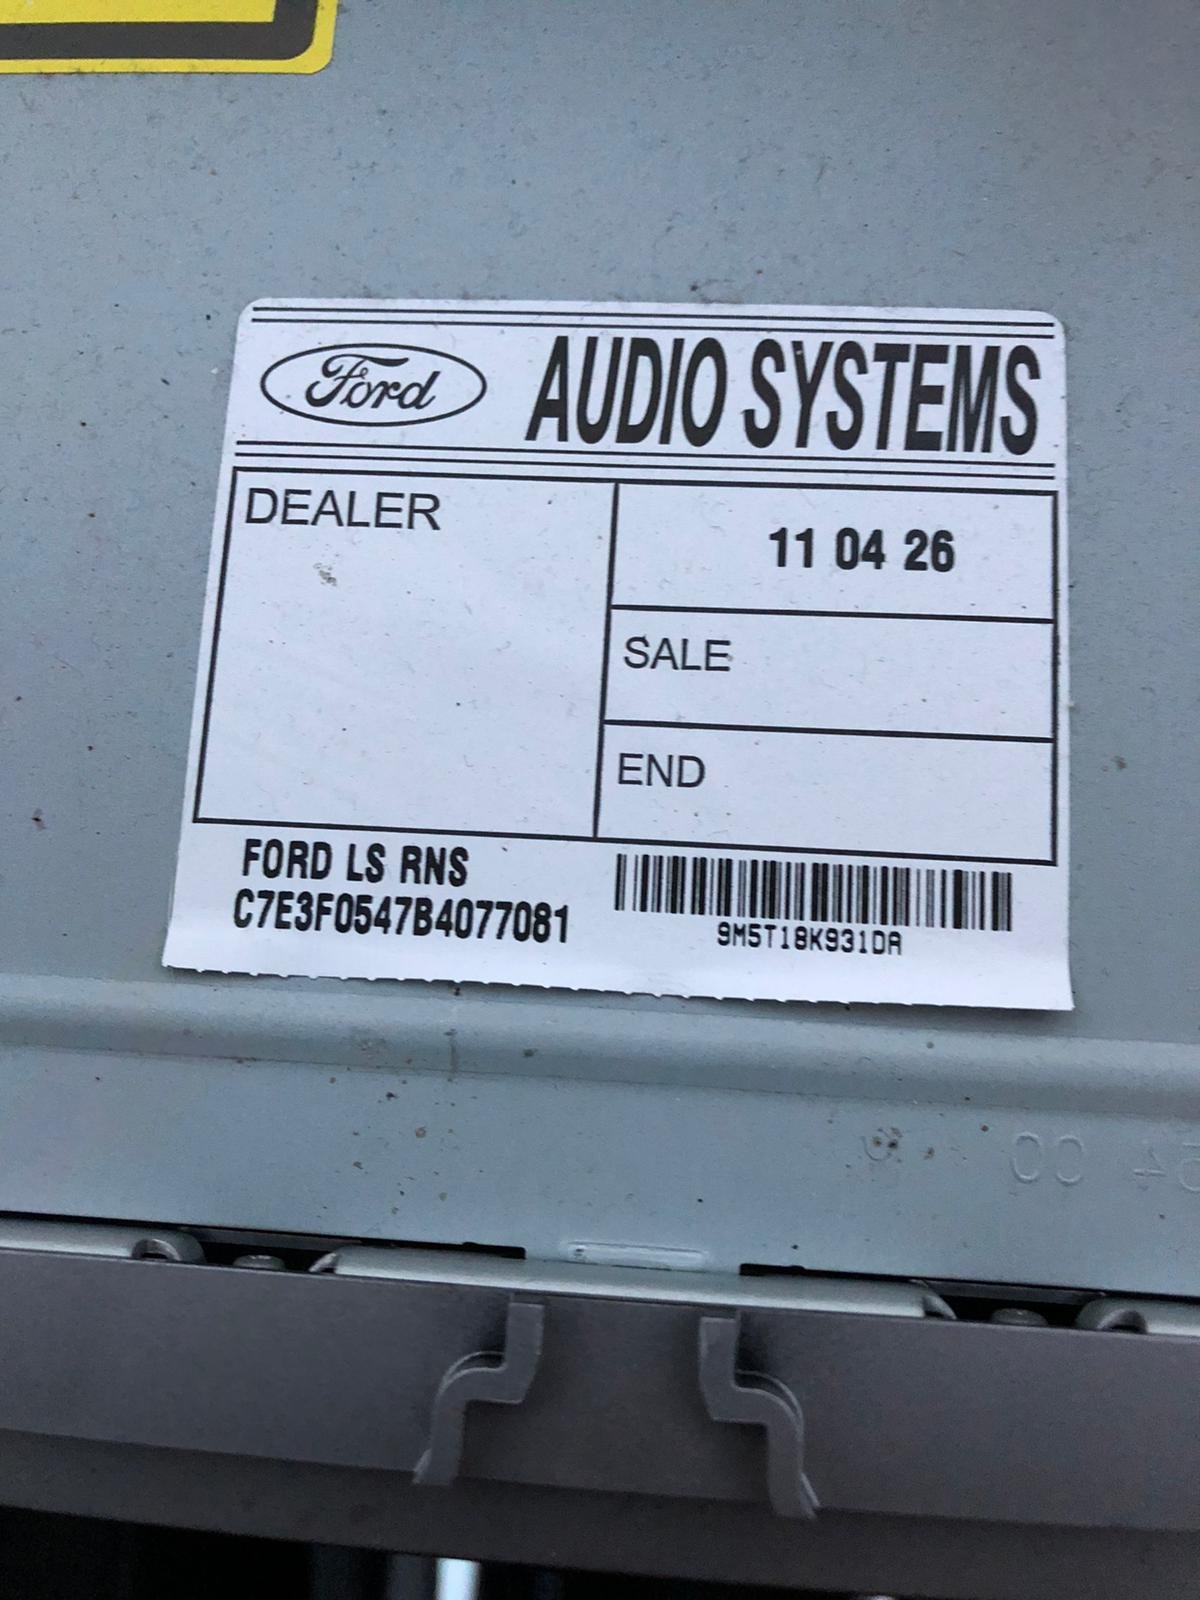 Ford AUDIO SYSTEMS
DEALER
11 04 26
SALE
END
FORD LS RNS
C7E3F0547B4077081
9M5T18K931DA